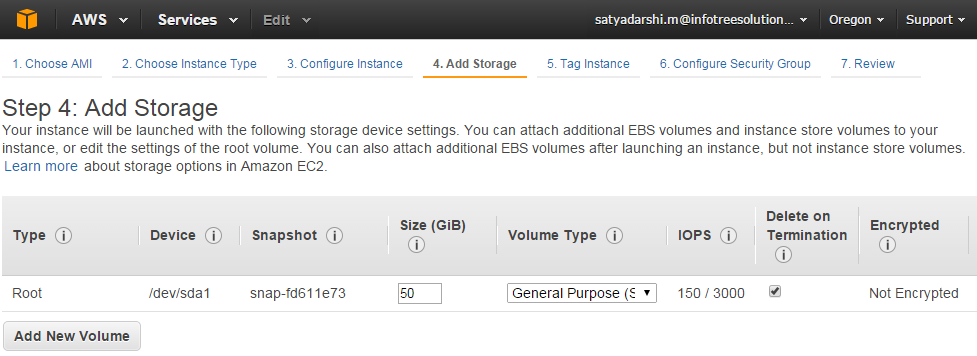 AWS Services Edit satyadarshi.m@infotreesolution... Oregon Support
1. Choose AMI 2. Choose Instance Type 3. Configure Instance 4. Add Storage 5. Tag Instance 6. Configure Security Group 7. Review
Step 4: Add Storage
Your instance will be launched with the following storage device settings. You can attach additional EBS volumes and instance store volumes to your
instance, or edit the settings of the root volume. You can also attach additional EBS volumes after launching an instance, but not instance store volumes.
Learn more about storage options in Amazon EC2.
Type i Device i Snapshot i Size (GiB) i Volume Type i IOPS i Delete on Termination i Encrypted i
Root /dev/sda1 snap-fd611e73 50 General Purpose (S 150 / 3000 Not Encrypted
Add New Volume